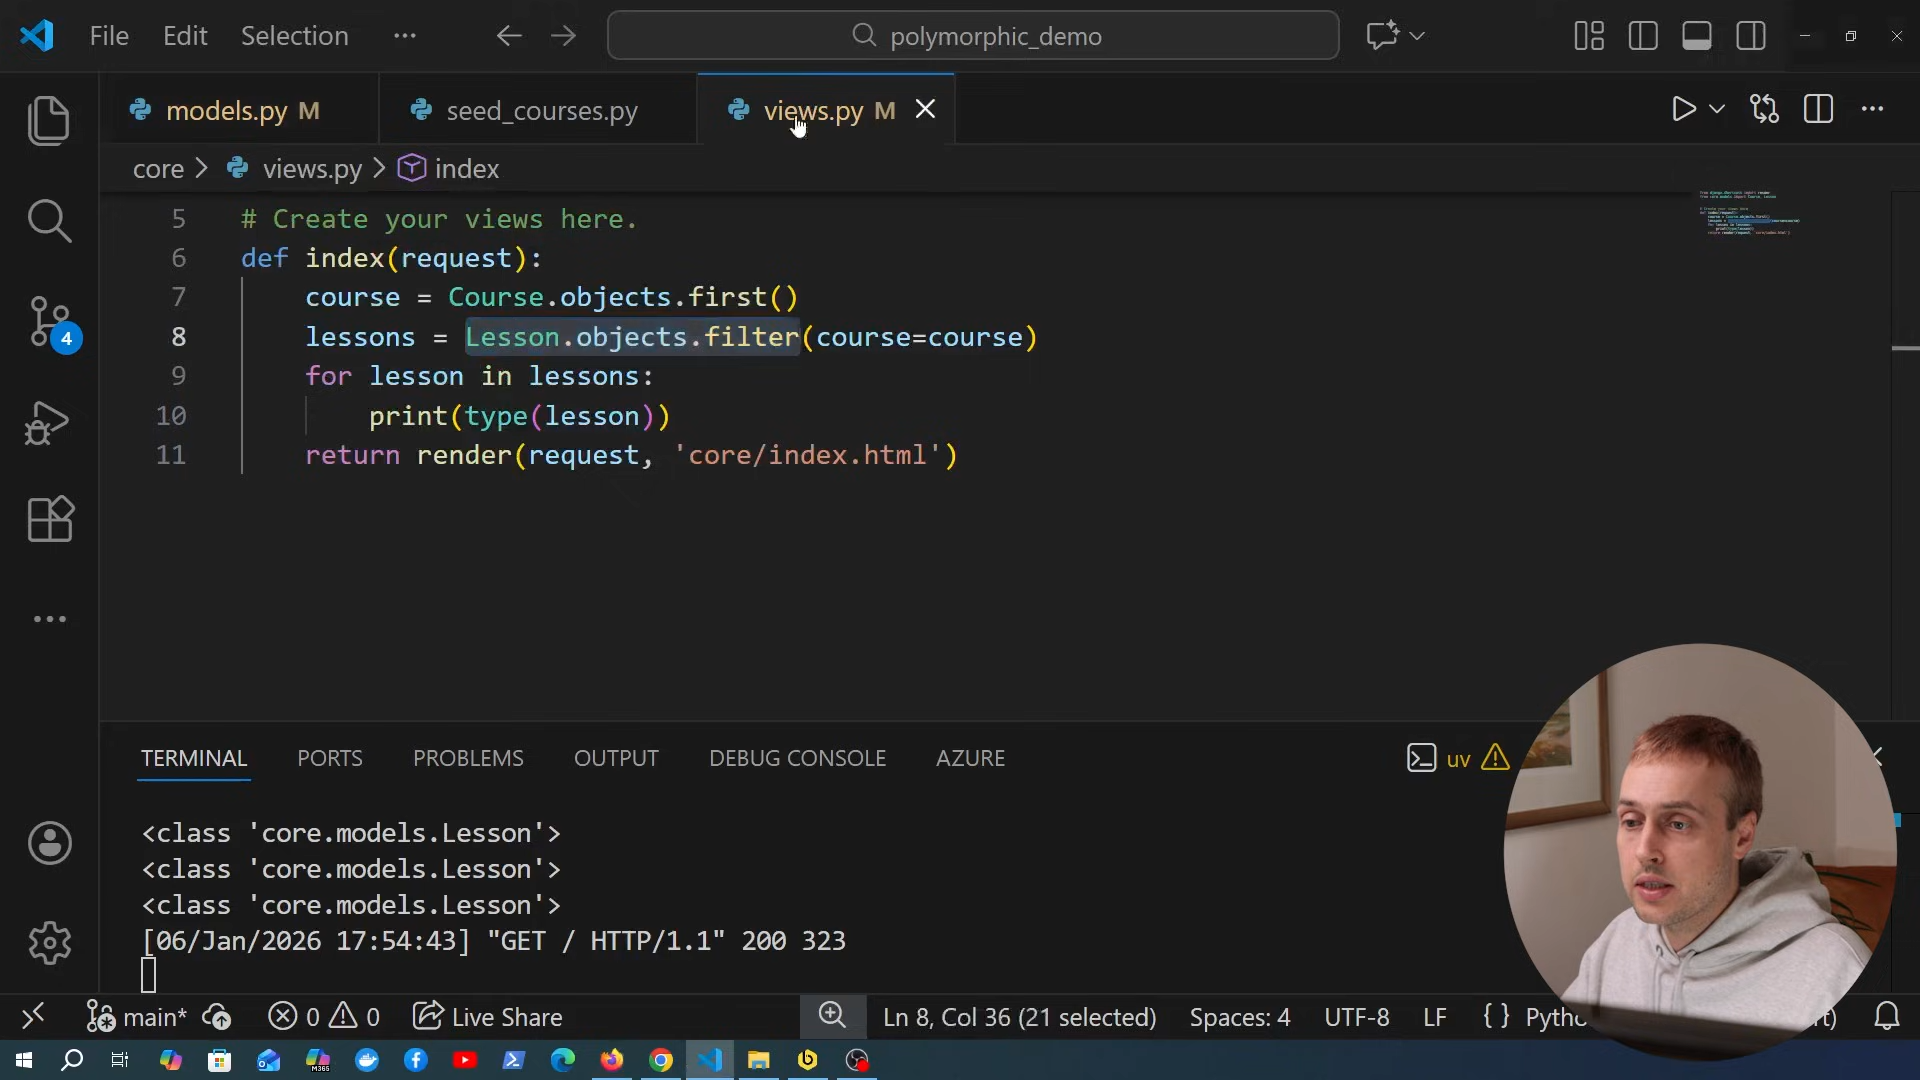 File Edit Selection ··· polymorphic_demo
models.py M seed_courses.py views.py M
core > views.py > index
5 # Create your views here.
6 def index(request):
7 course = Course.objects.first()
8 lessons = Lesson.objects.filter(course=course)
9 for lesson in lessons:
10 print(type(lesson))
11 return render(request, 'core/index.html')
4
TERMINAL PORTS PROBLEMS OUTPUT DEBUG CONSOLE AZURE uv
<class 'core.models.Lesson'>
<class 'core.models.Lesson'>
<class 'core.models.Lesson'>
[06/Jan/2026 17:54:43] "GET / HTTP/1.1" 200 323
main* 0 0 Live Share Ln 8, Col 36 (21 selected) Spaces: 4 UTF-8 LF { }